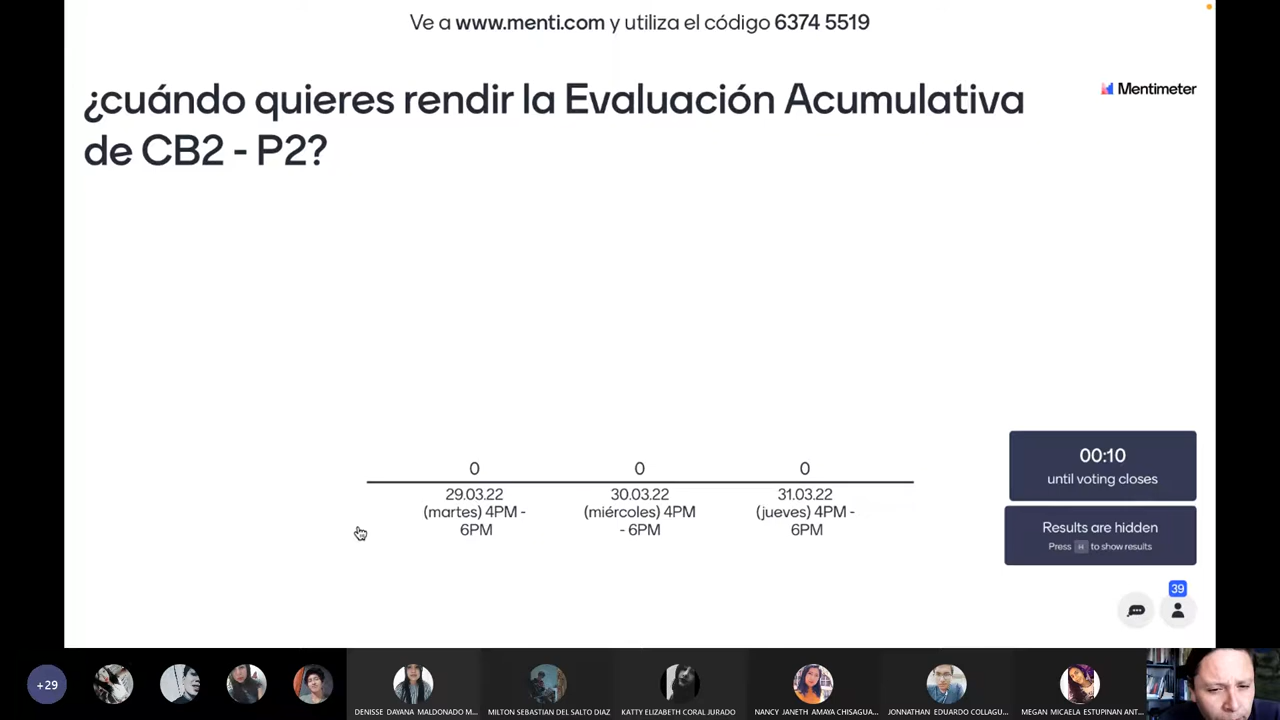 Ve a www.menti.com y utiliza el código 6374 5519
¿cuándo quieres rendir la Evaluación Acumulativa
de CB2 - P2?
Mentimeter
0
0
0
29.03.22
(martes) 4PM -
6PM
30.03.22
(miércoles) 4PM
- 6PM
31.03.22
(jueves) 4PM -
6PM
00:10
until voting closes
Results are hidden
Press H to show results
39
+29
DENISSE DAYANA MALDONADO M...
MILTON SEBASTIAN DEL SALTO DIAZ
KATTY ELIZABETH CORAL JURADO
NANCY JANETH AMAYA CHISAGUA...
JONNATHAN EDUARDO COLLAGU...
MEGAN MICAELA ESTUPINAN ANT...